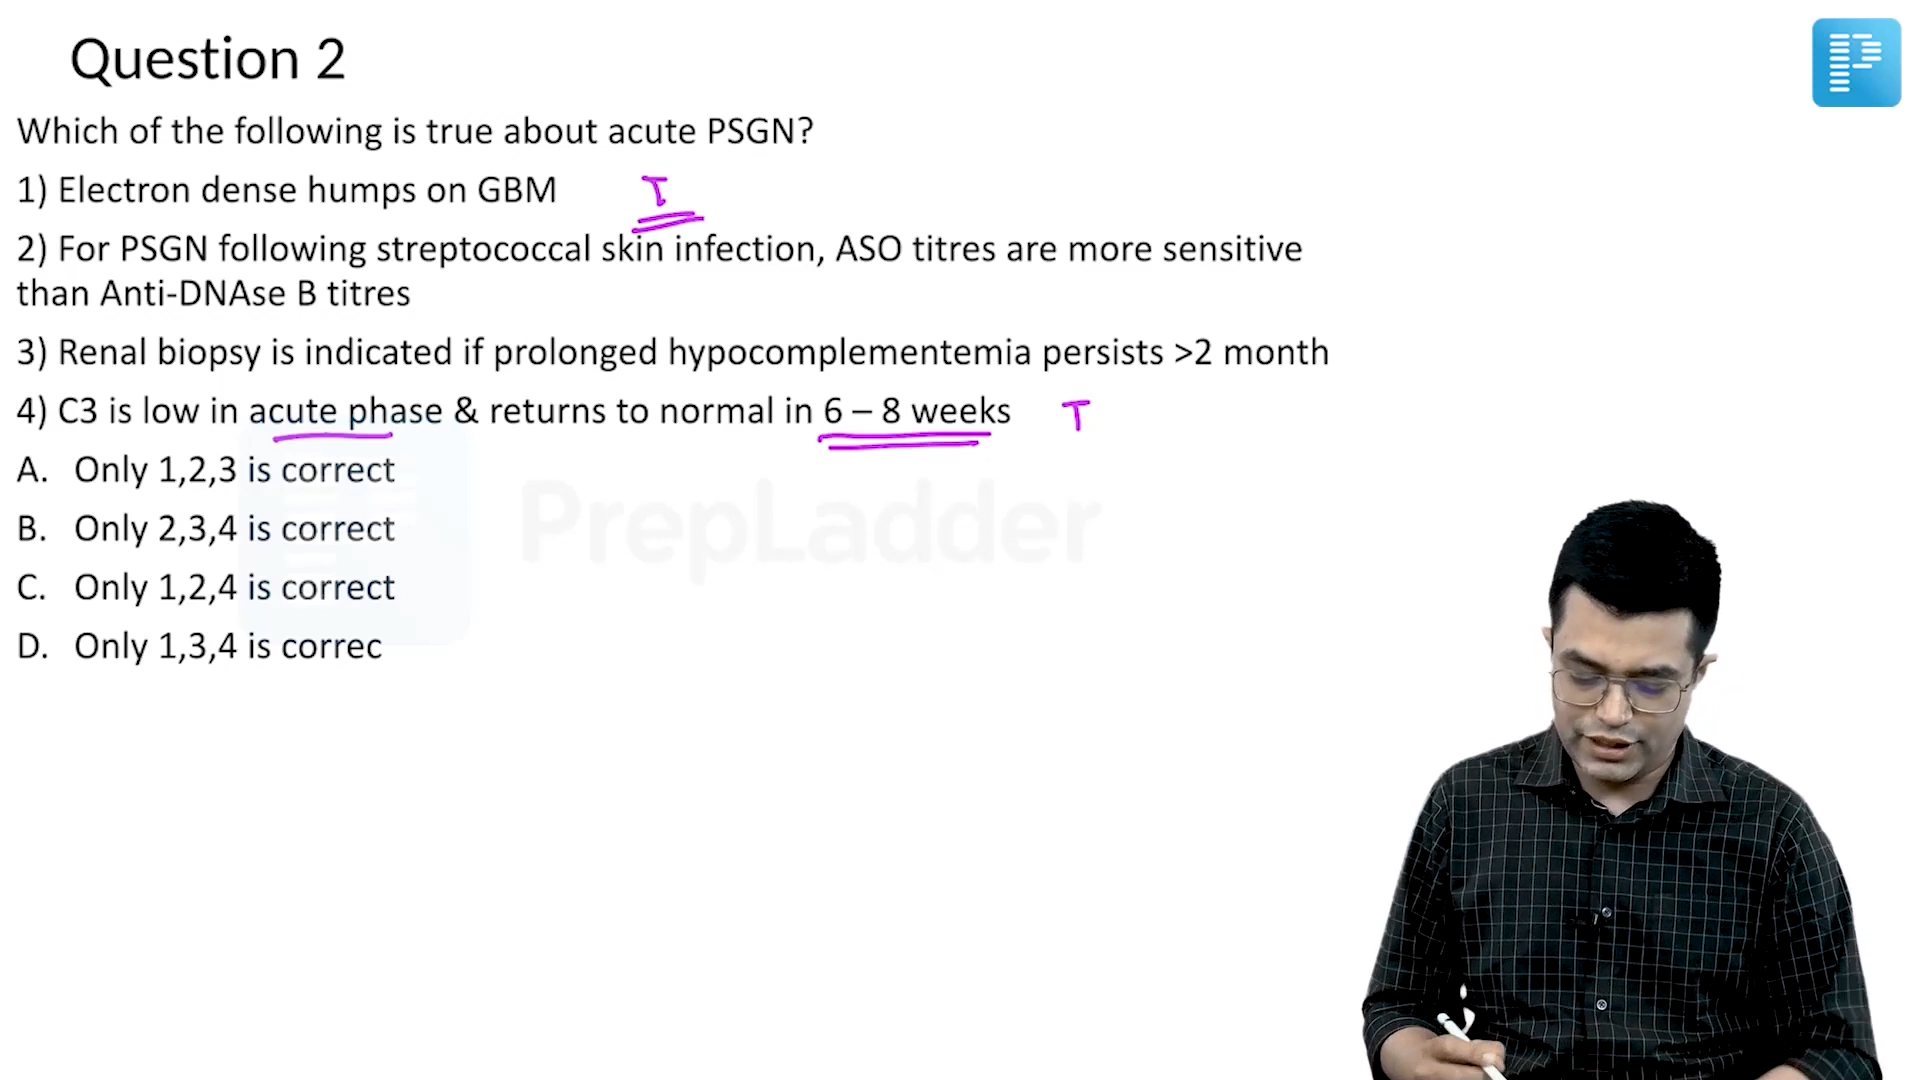 Question 2
Which of the following is true about acute PSGN?
1) Electron dense humps on GBM T
2) For PSGN following streptococcal skin infection, ASO titres are more sensitive
than Anti-DNAse B titres
3) Renal biopsy is indicated if prolonged hypocomplementemia persists >2 month
4) C3 is low in acute phase & returns to normal in 6 – 8 weeks T
A. Only 1,2,3 is correct
B. Only 2,3,4 is correct
C. Only 1,2,4 is correct
D. Only 1,3,4 is correc
PrepLadder